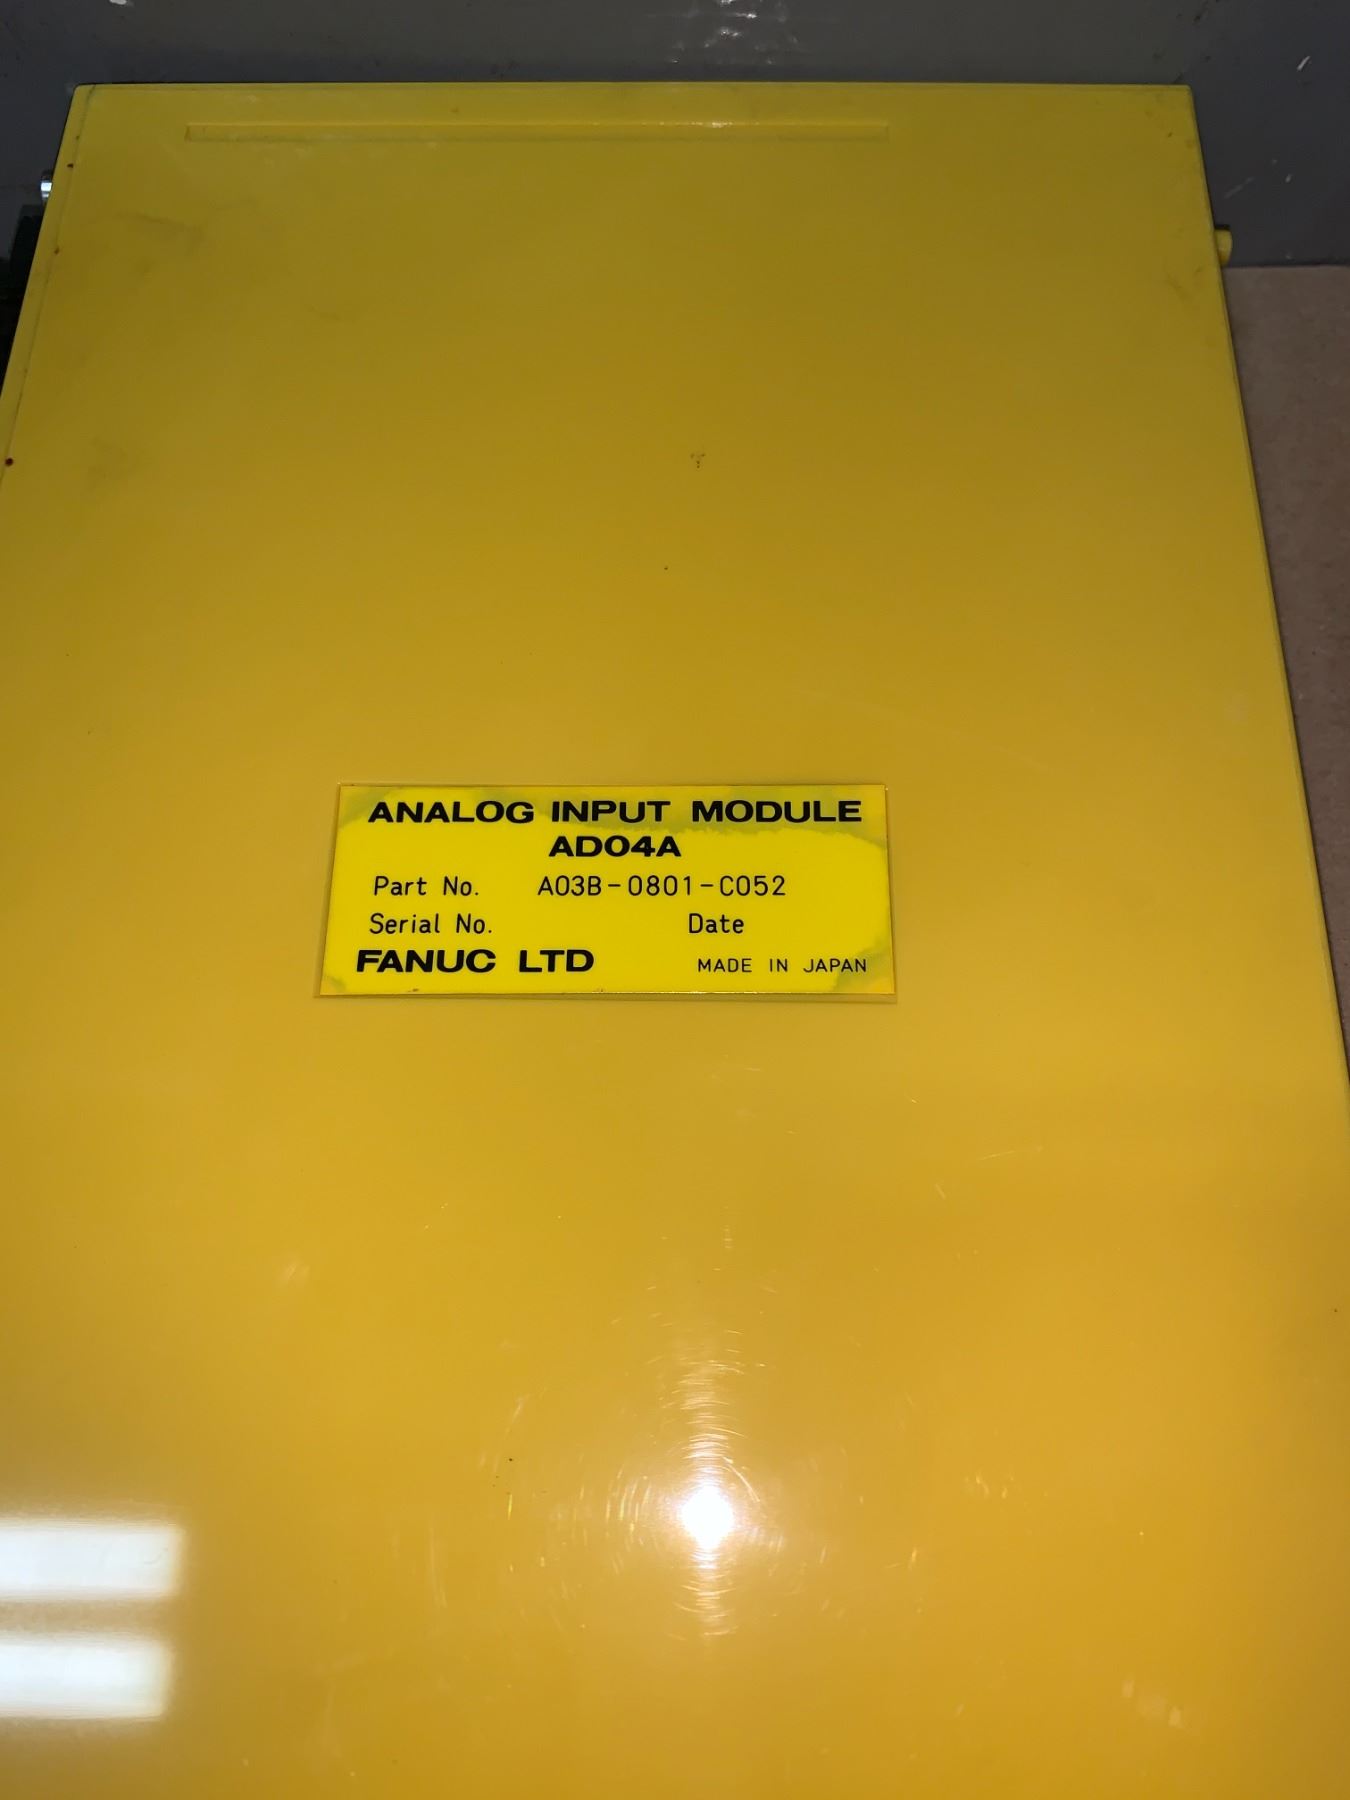 ANALOG INPUT MODULE
AD04A
Part No. A03B-0801-C052
Serial No. Date
FANUC LTD MADE IN JAPAN